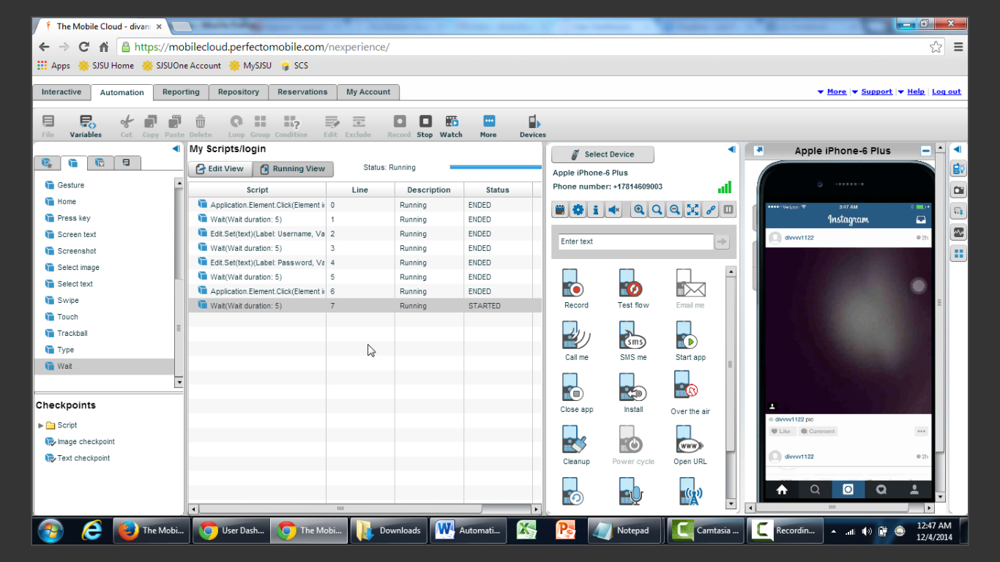 The Mobile Cloud - divan
https://mobilecloud.perfectomobile.com/nexperience/
Apps SJSU Home SJSUOne Account MySJSU SCS
Interactive Automation Reporting Repository Reservations My Account More Support Help Log out
File Variables Cut Copy Paste Delete Loop Group Condition Edit Exclude Record Stop Watch More Devices
Gesture
Home
Press key
Screen text
Screenshot
Select image
Select text
Swipe
Touch
Trackball
Type
Wait
Checkpoints
Script
Image checkpoint
Text checkpoint
My Scripts/login
Edit View Running View Status: Running
Script Line Description Status
Application.Element.Click(Element i 0 Running ENDED
Wait(Wait duration: 5) 1 Running ENDED
Edit.Set(text)(Label: Username, Va 2 Running ENDED
Wait(Wait duration: 5) 3 Running ENDED
Edit.Set(text)(Label: Password, Va 4 Running ENDED
Wait(Wait duration: 5) 5 Running ENDED
Application.Element.Click(Element i 6 Running ENDED
Wait(Wait duration: 5) 7 Running STARTED
Select Device
Apple iPhone-6 Plus
Phone number: +17814609003
Enter text
Record Test flow Email me
Call me SMS me Start app
Close app Install Over the air
Cleanup Power cycle Open URL
Apple iPhone-6 Plus
Verizon 3:47 AM
Instagram
divvvv1122 2h
divvvv1122 pic
Like Comment
divvvv1122 2h
The Mobi... User Dash... The Mobi... Downloads Automati... Notepad Camtasia ... Recordin... 12:47 AM
12/4/2014